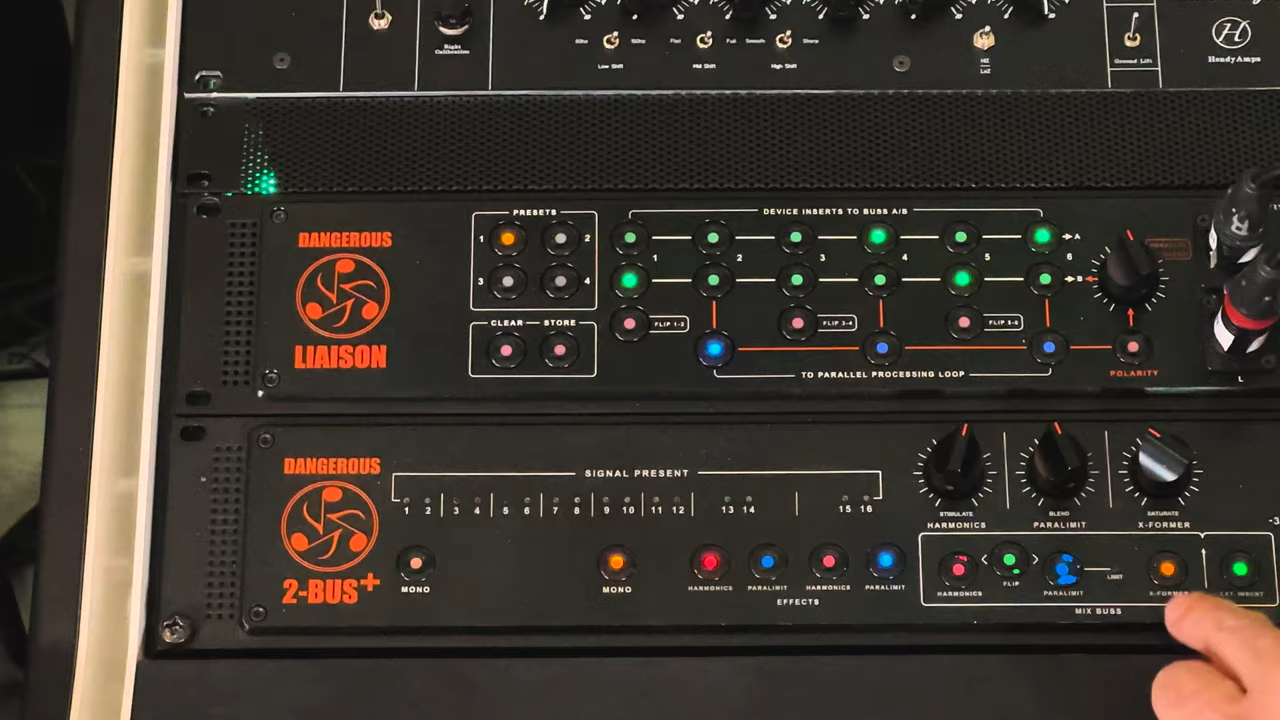 60hz 150hz Flat Full Smooth Sharp
Low Shift Mid Shift High Shift
HiZ
LoZ
Right
Calibration
Ground Lift
H
HendyAmps
DANGEROUS
LIAISON
PRESETS
1 2
3 4
CLEAR STORE
DEVICE INSERTS TO BUSS A/B
A
1 2 3 4 5 6
B
FLIP 1-2 FLIP 3-4 FLIP 5-6
TO PARALLEL PROCESSING LOOP
POLARITY
R
L
DANGEROUS
2-BUS+
SIGNAL PRESENT
1 2 3 4 5 6 7 8 9 10 11 12 13 14 15 16
MONO
MONO
HARMONICS PARALIMIT HARMONICS PARALIMIT
EFFECTS
STIMULATE BLEND SATURATE
HARMONICS PARALIMIT X-FORMER
HARMONICS FLIP PARALIMIT LIMIT X-FORMER EXT. INSERT
MIX BUSS